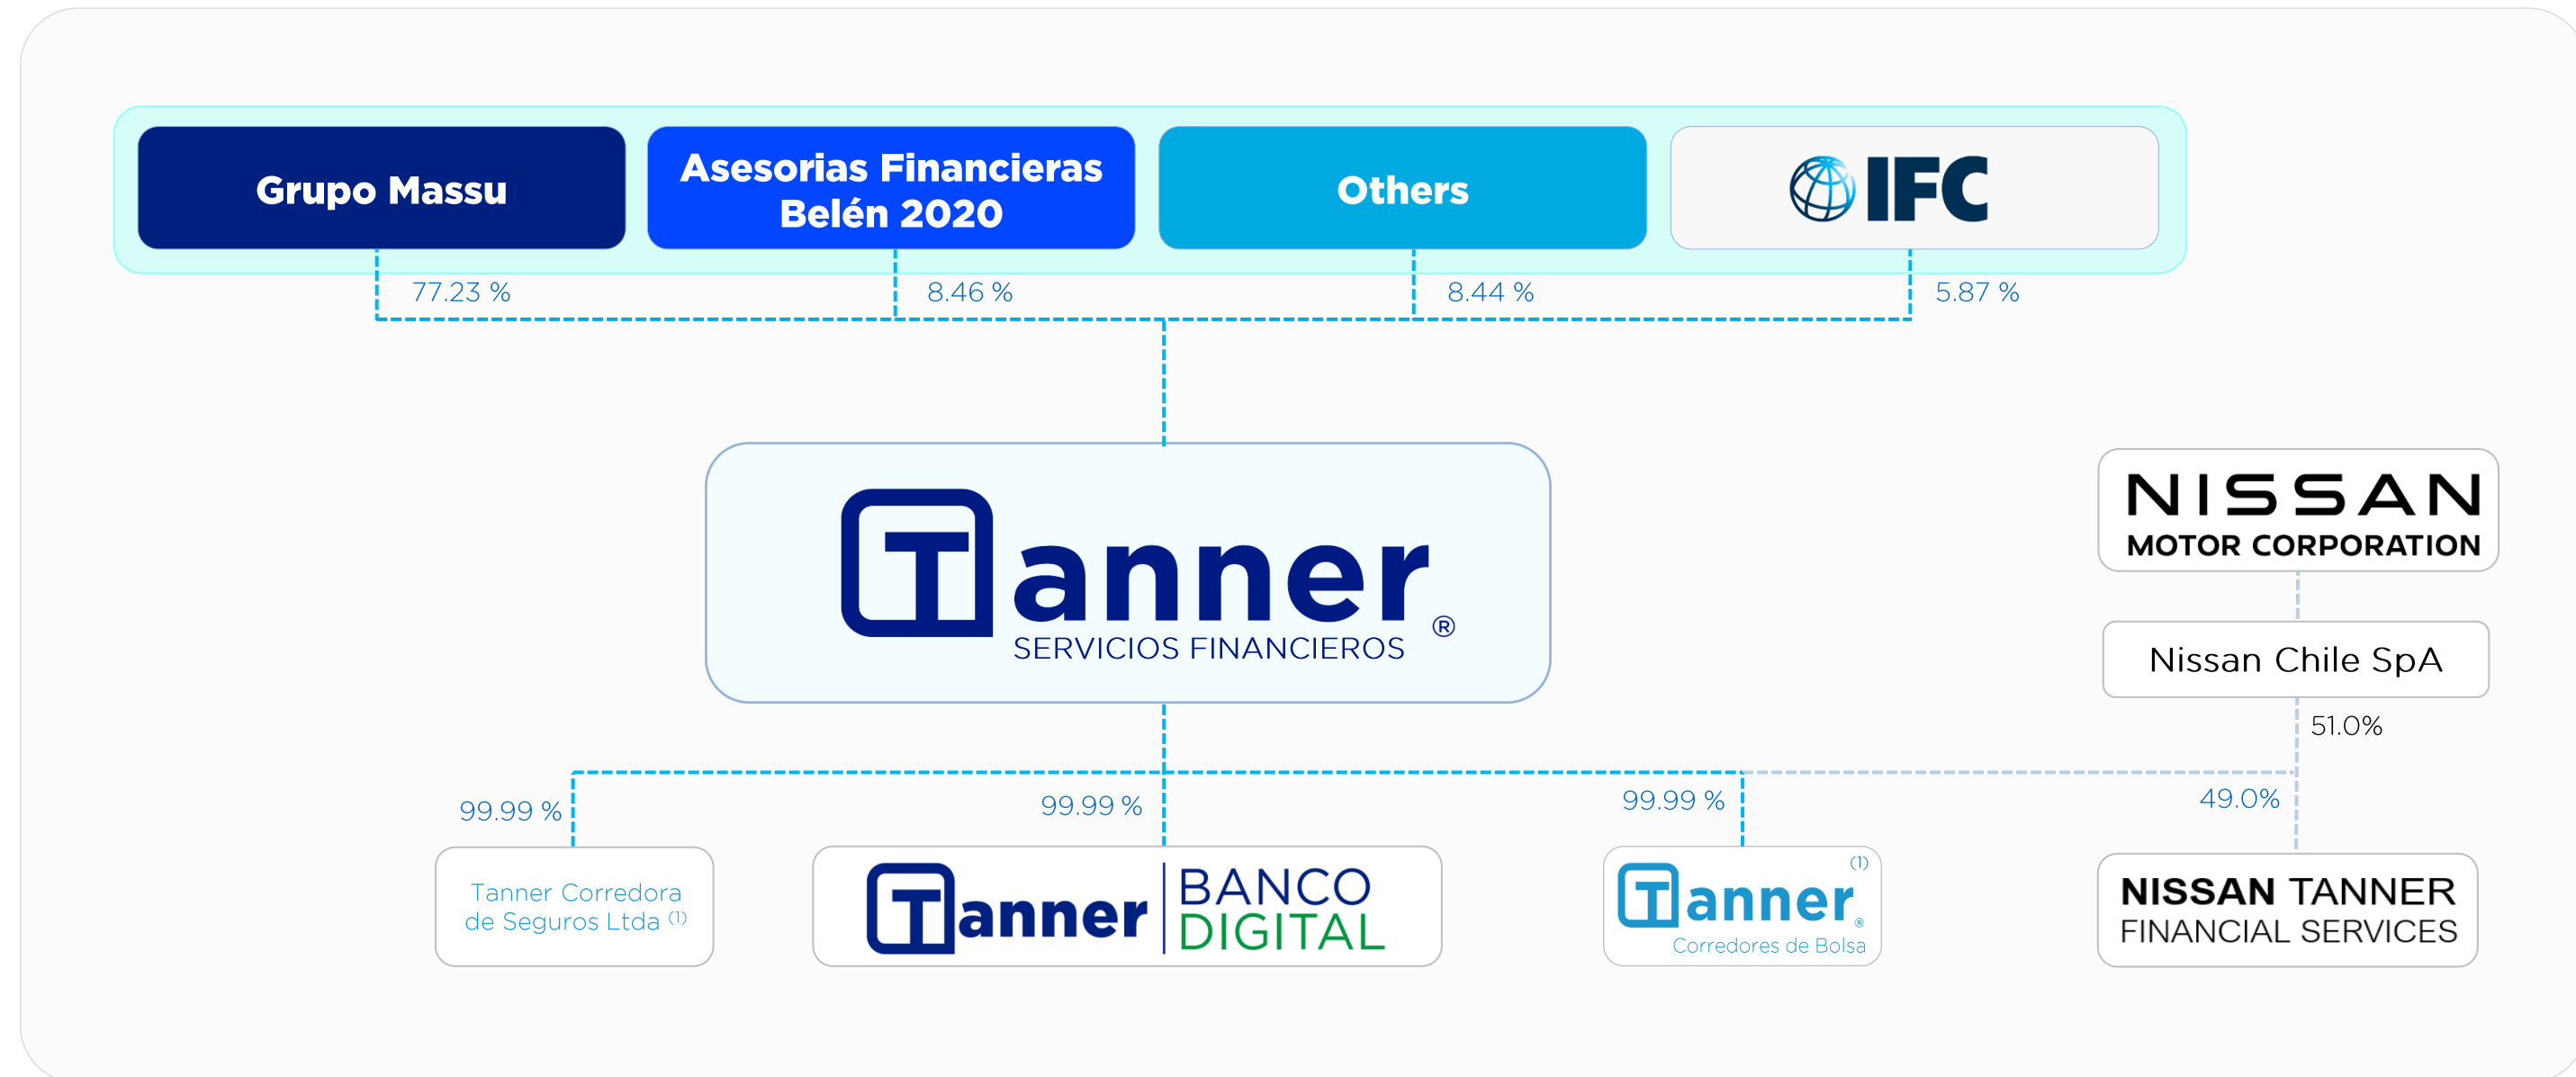 Grupo Massu
Asesorias Financieras
Belén 2020
Others
IFC
77.23 %
8.46 %
8.44 %
5.87 %
Tanner®
SERVICIOS FINANCIEROS
NISSAN
MOTOR CORPORATION
Nissan Chile SpA
51.0%
99.99 %
99.99 %
99.99 %
49.0%
Tanner Corredora
de Seguros Ltda (1)
Tanner
BANCO
DIGITAL
(1)
Tanner®
Corredores de Bolsa
NISSAN TANNER
FINANCIAL SERVICES